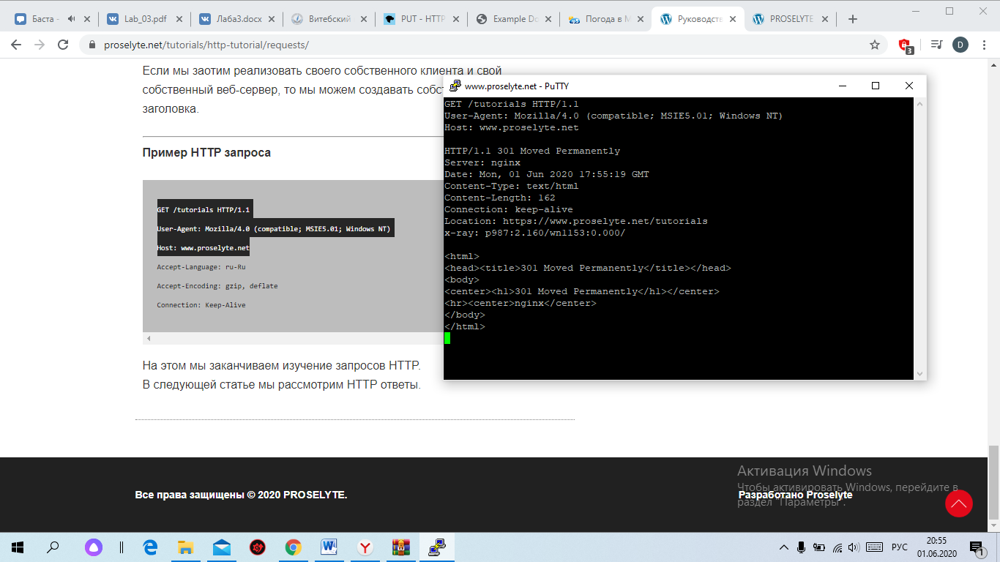 Баста -
Lab_03.pdf
Лаба3.docx
Витебский
PUT - HTTP
Example Do
Погода в М
Руководств
PROSELYTE
proselyte.net/tutorials/http-tutorial/requests/
3
D
Если мы заотим реализовать своего собственного клиента и свой
собственный веб-сервер, то мы можем создавать
заголовка.
Пример HTTP запроса
GET /tutorials HTTP/1.1
User-Agent: Mozilla/4.0 (compatible; MSIE5.01; Windows NT)
Host: www.proselyte.net
Accept-Language: ru-Ru
Accept-Encoding: gzip, deflate
Connection: Keep-Alive
На этом мы заканчиваем изучение запросов HTTP.
В следующей статье мы рассмотрим HTTP ответы.
www.proselyte.net - PuTTY
GET /tutorials HTTP/1.1
User-Agent: Mozilla/4.0 (compatible; MSIE5.01; Windows NT)
Host: www.proselyte.net
HTTP/1.1 301 Moved Permanently
Server: nginx
Date: Mon, 01 Jun 2020 17:55:19 GMT
Content-Type: text/html
Content-Length: 162
Connection: keep-alive
Location: https://www.proselyte.net/tutorials
x-ray: p987:2.160/wn1153:0.000/
<html>
<head><title>301 Moved Permanently</title></head>
<body>
<center><h1>301 Moved Permanently</h1></center>
<hr><center>nginx</center>
</body>
</html>
Все права защищены © 2020 PROSELYTE.
Разработано Proselyte
Активация Windows
Чтобы активировать Windows, перейдите в
раздел "Параметры".
РУС
20:55
01.06.2020
1